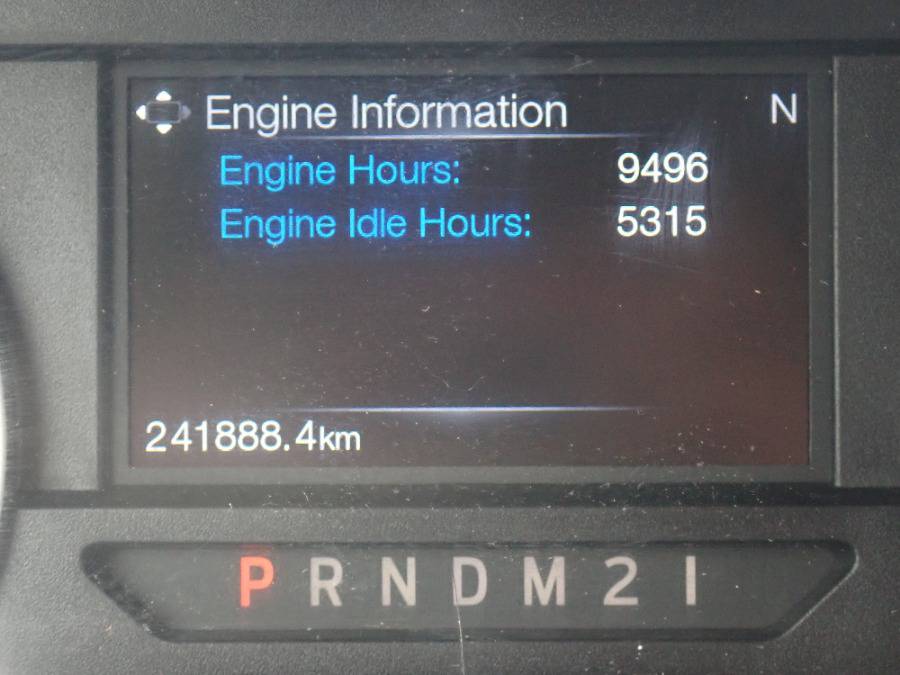 Engine Information N
Engine Hours: 9496
Engine Idle Hours: 5315
241888.4km
P R N D M 2 1